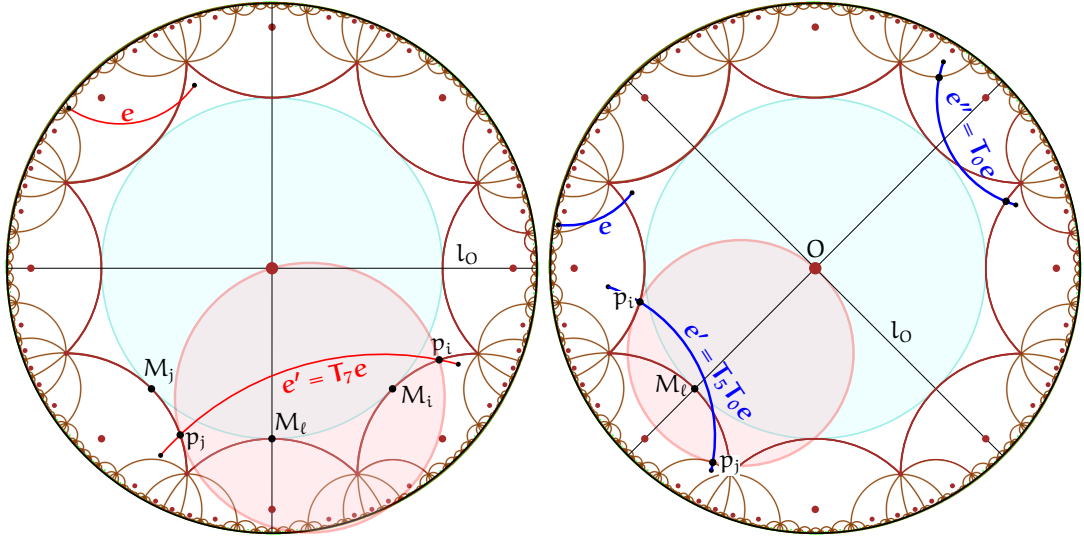 e
l_O
p_i
e' = T_7e
M_j
M_i
M_ℓ
p_j
e'' = T_0e
e
O
p_i
l_O
e' = T_5T_0e
M_ℓ
p_j